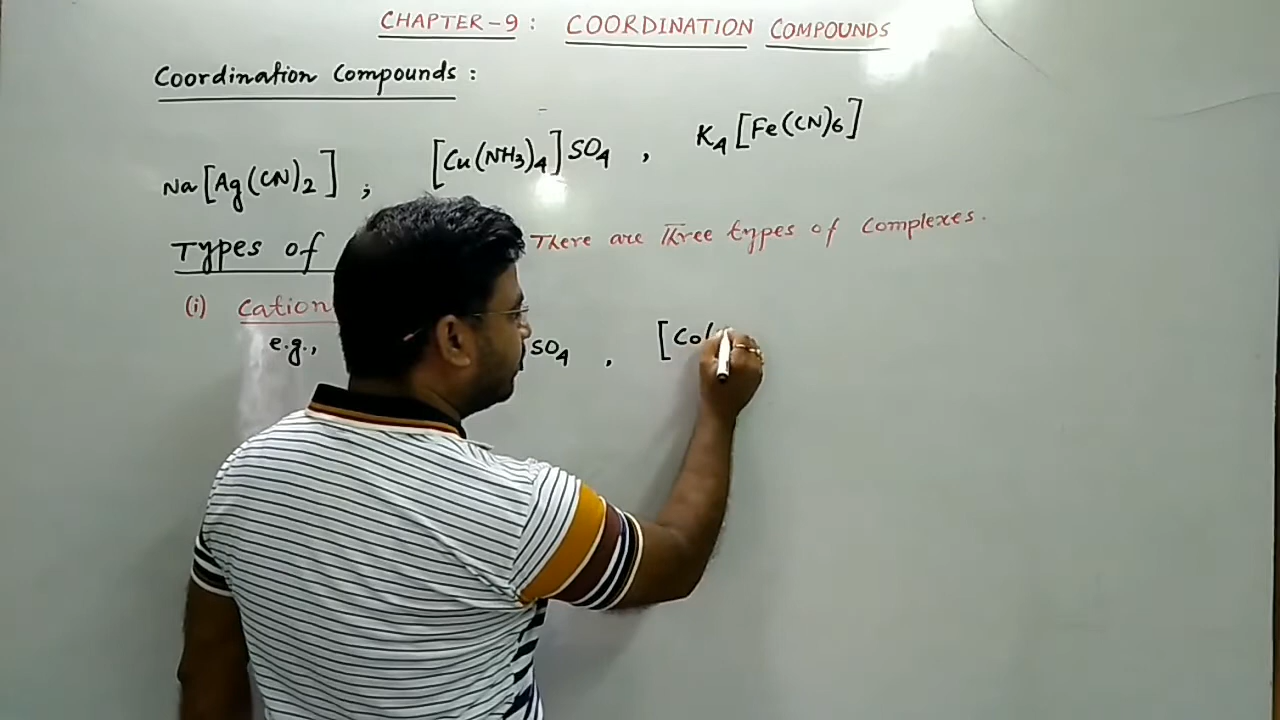 CHAPTER-9 : COORDINATION COMPOUNDS
Coordination Compounds :
Na[Ag(CN)2] , [Cu(NH3)4]SO4 , K4[Fe(CN)6]
Types of There are Three types of Complexes.
(i) Cation
e.g., SO4 , [Co(